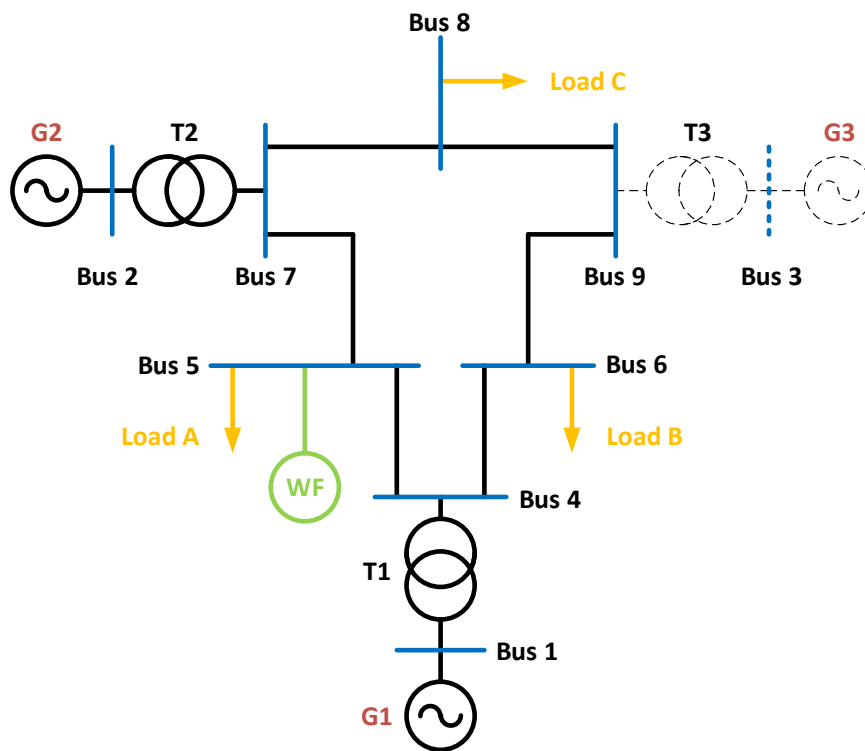 Bus 8
Load C
G2
T2
T3
G3
Bus 2
Bus 7
Bus 9
Bus 3
Bus 5
Bus 6
Load A
Load B
WF
Bus 4
T1
Bus 1
G1